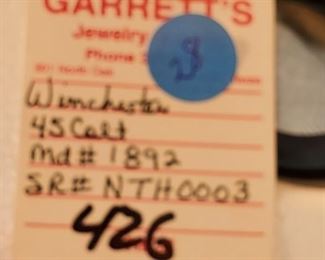 GARRETT'S
Jewelry
Phone
Winchester
45 Colt
Md# 1892
SR# NTH0003
426